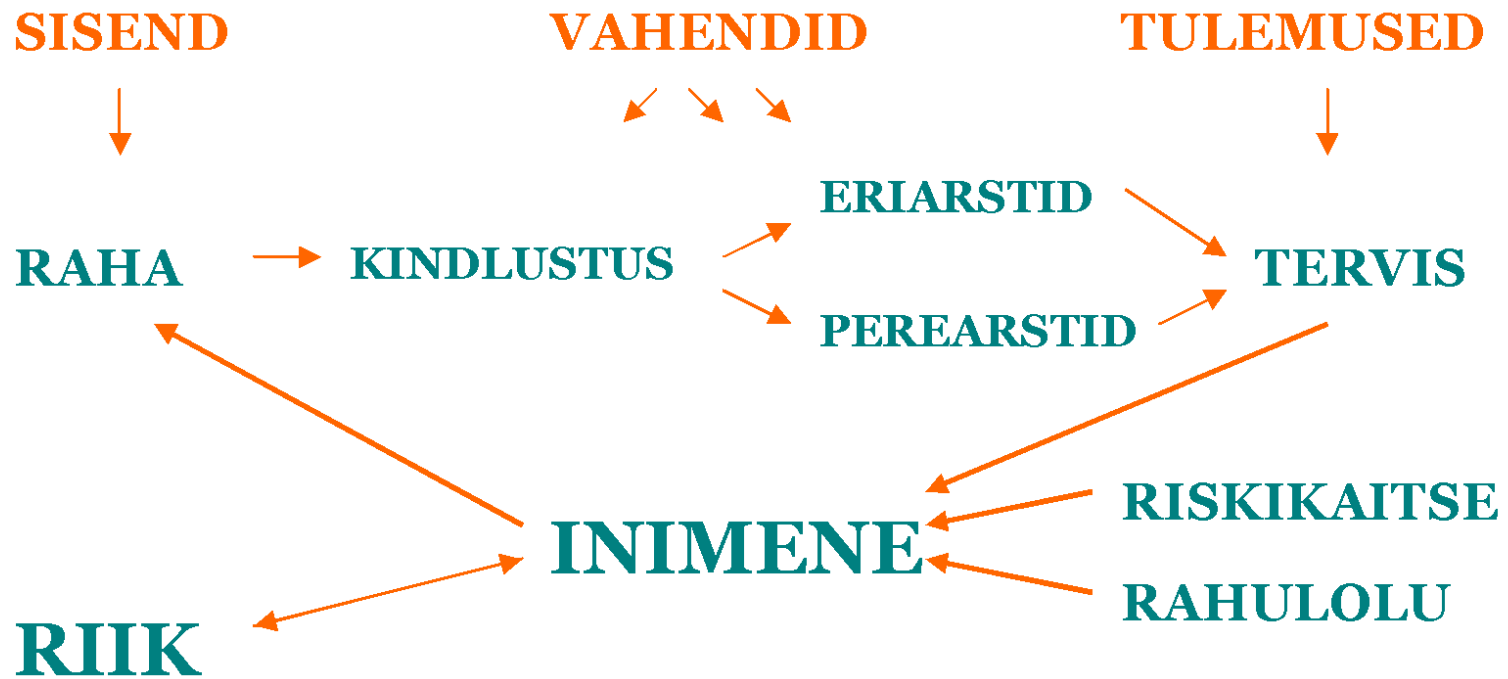 SISEND VAHENDID TULEMUSED
ERIARSTID
RAHA KINDLUSTUS TERVIS
PEREARSTID
RISKIKAITSE
INIMENE
RAHULOLU
RIIK